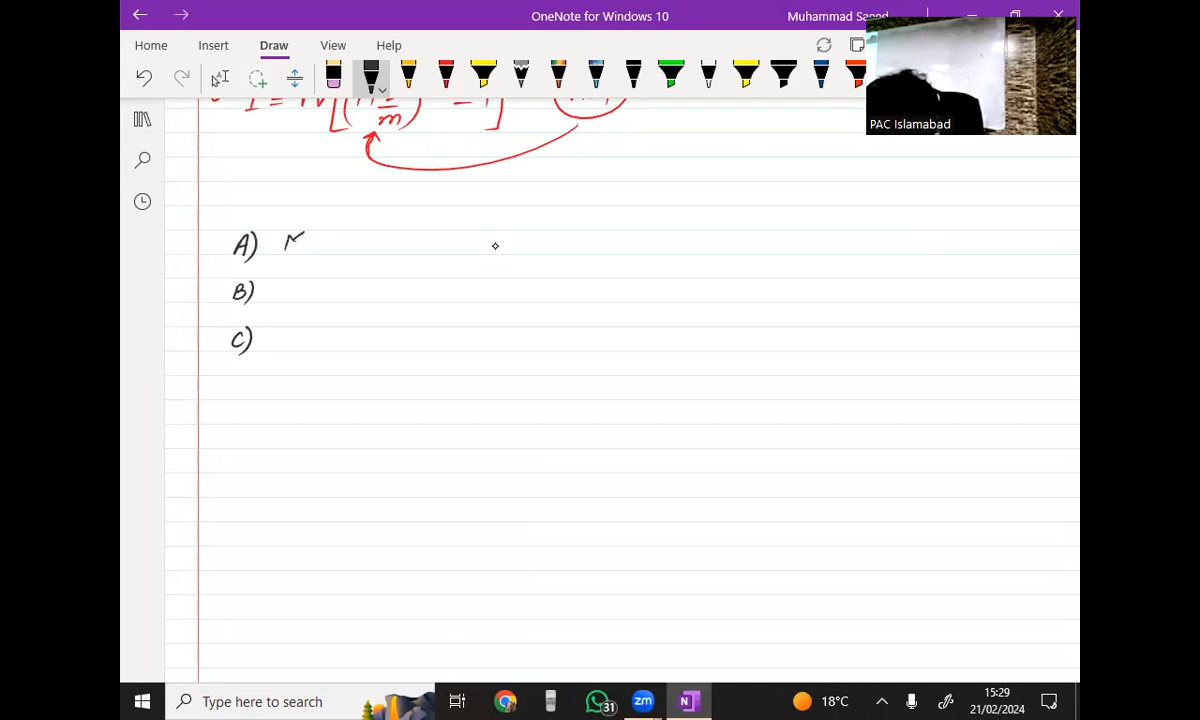 OneNote for Windows 10
Muhammad Saeed
Home Insert Draw View Help
PAC Islamabad
m
A)
B)
C)
Type here to search
31
zm
N
18°C
15:29
21/02/2024